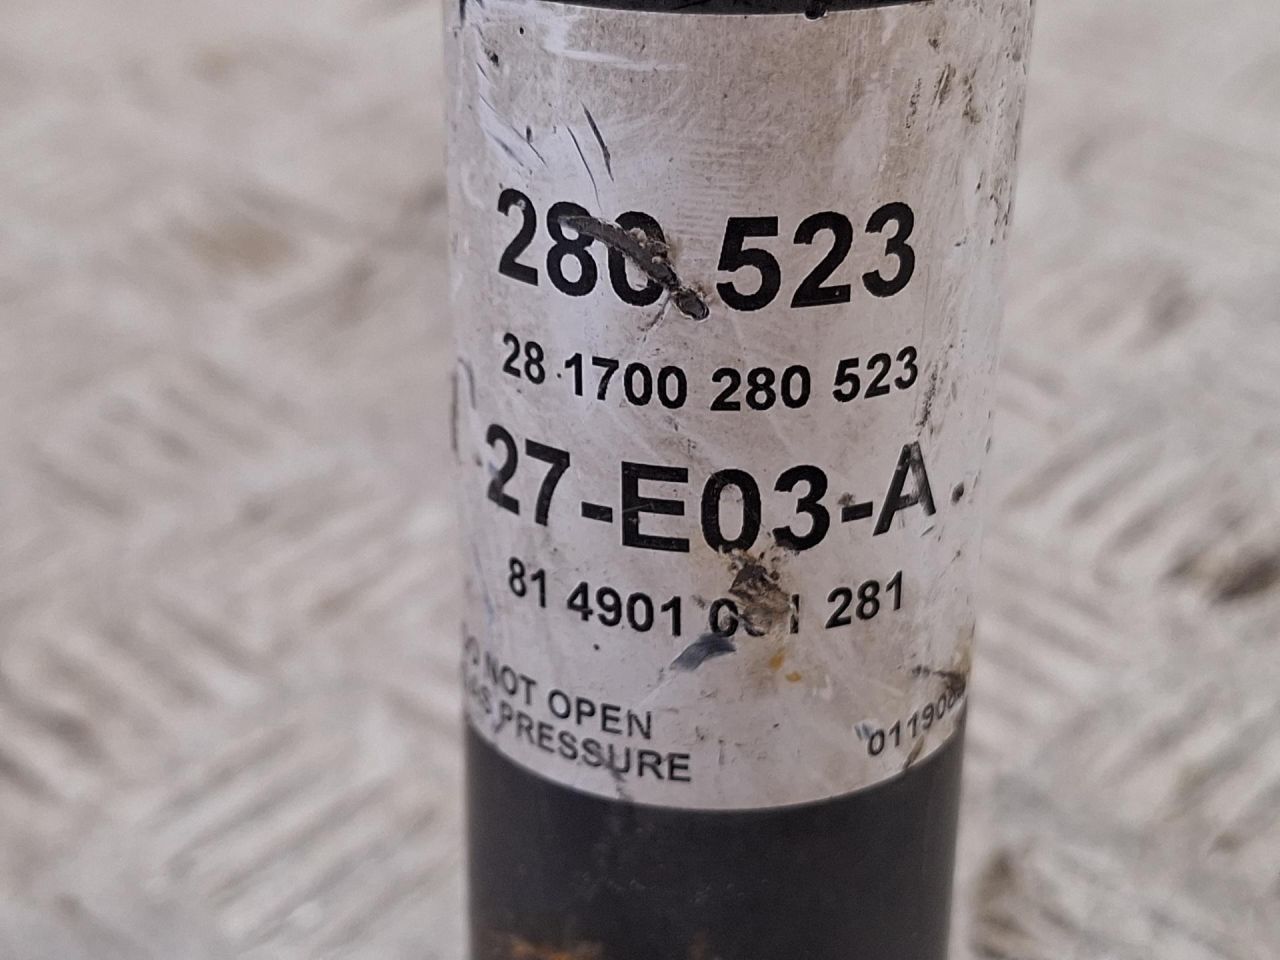 280 523
28 1700 280 523
27-E03-A
81 4901 281
NOT OPEN
PRESSURE